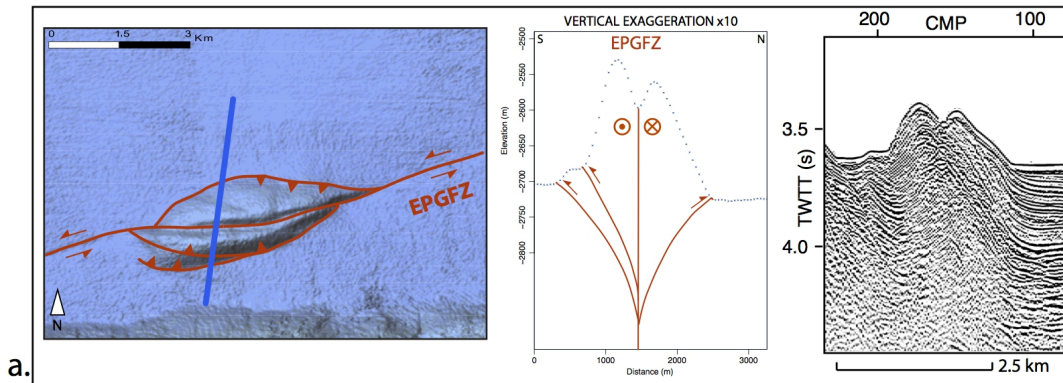 a.
0 1.5 3
Km
EPGFZ
N
VERTICAL EXAGGERATION x10
S EPGFZ N
Elevation (m)
-2500
-2550
-2600
-2650
-2700
-2750
-2800
0 1000 2000 3000
Distance (m)
200 CMP 100
TWTT (s)
3.5
4.0
2.5 km